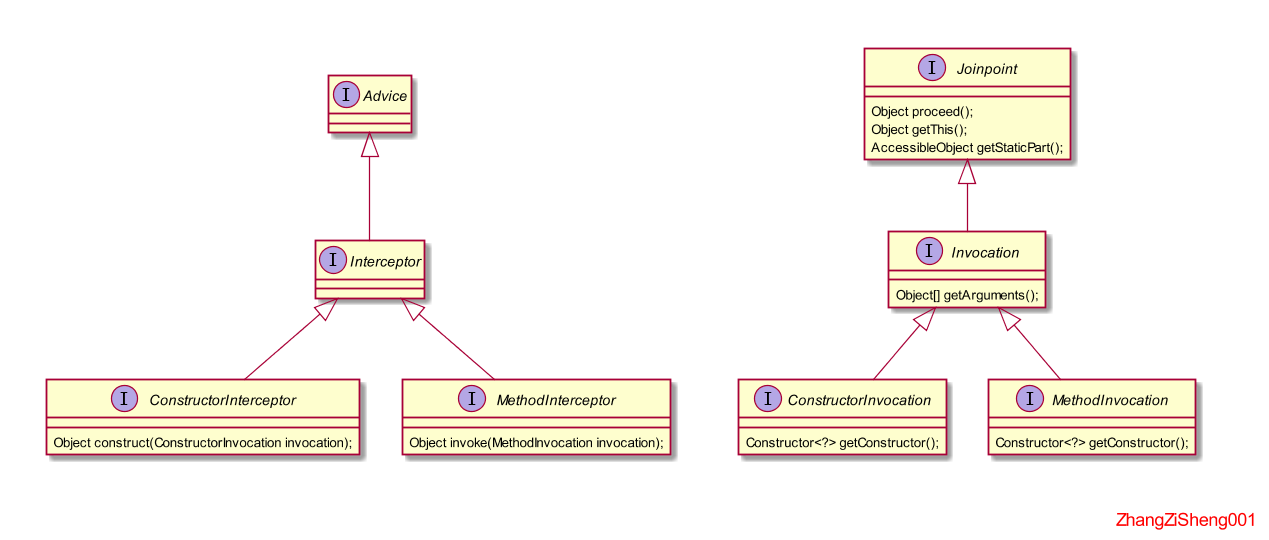 I Advice
I Interceptor
I ConstructorInterceptor
Object construct(ConstructorInvocation invocation);
I MethodInterceptor
Object invoke(MethodInvocation invocation);
I Joinpoint
Object proceed();
Object getThis();
AccessibleObject getStaticPart();
I Invocation
Object[] getArguments();
I ConstructorInvocation
Constructor<?> getConstructor();
I MethodInvocation
Constructor<?> getConstructor();
ZhangZiSheng001